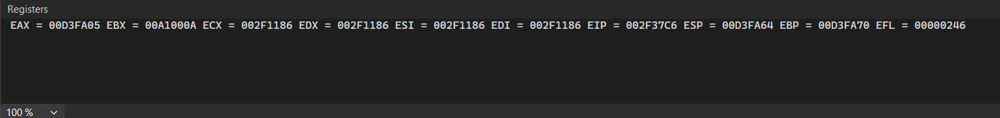 Registers
EAX = 00D3FA05 EBX = 00A1000A ECX = 002F1186 EDX = 002F1186 ESI = 002F1186 EDI = 002F1186 EIP = 002F37C6 ESP = 00D3FA64 EBP = 00D3FA70 EFL = 00000246
100 %